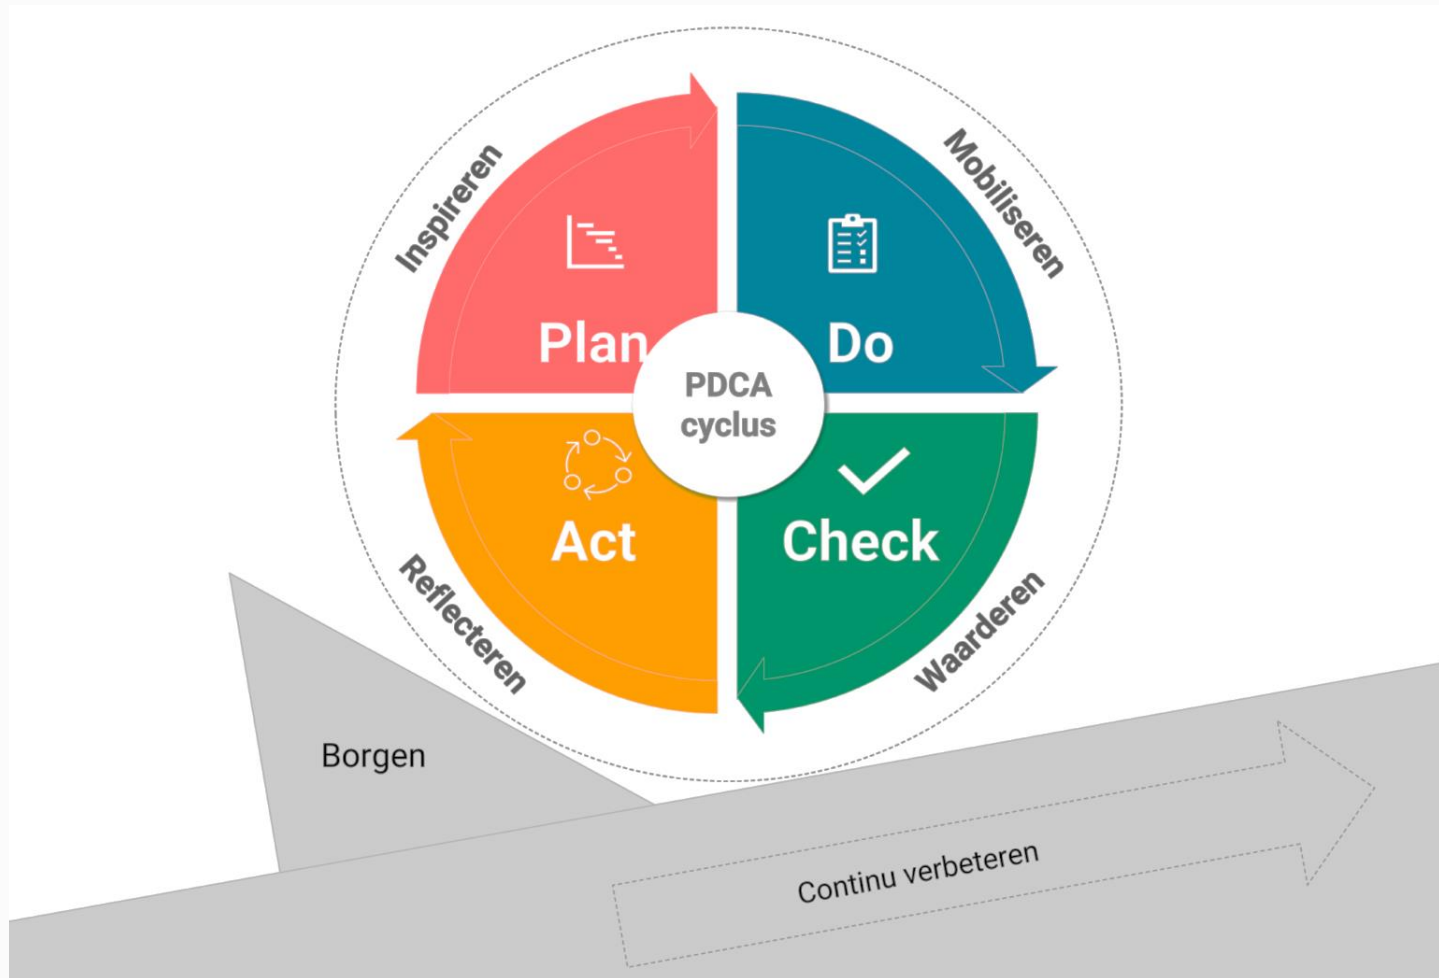 Inspireren
Mobiliseren
Plan
Do
PDCA
cyclus
Act
Check
Reflecteren
Waarderen
Borgen
Continu verbeteren